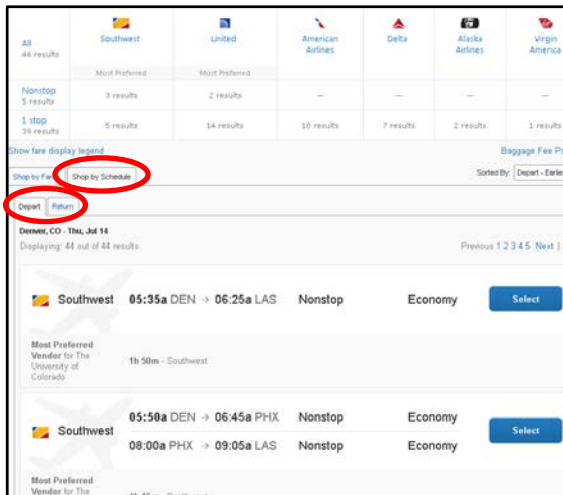 All
44 results
Southwest
United
American Airlines
Delta
Alaska Airlines
Virgin America
Most Preferred
Most Preferred
Nonstop
5 results
3 results
2 results
—
—
—
—
1 stop
39 results
5 results
14 results
10 results
7 results
2 results
1 results
Show fare display legend
Baggage Fee
Shop by
Shop by Schedule
Sorted By: Depart -
Depart
Return
Denver, CO - Thu, Jul 14
Displaying: 44 out of 44 results.
Previous 1 2 3 4 5 Next |
Southwest 05:35a DEN → 06:25a LAS Nonstop Economy Select
Most Preferred
Vendor for The
University of
Colorado
1h 50m - Southwest
Southwest
05:50a DEN → 06:45a PHX Nonstop Economy
08:00a PHX → 09:05a LAS Nonstop Economy
Select
Most Preferred
Vendor for The